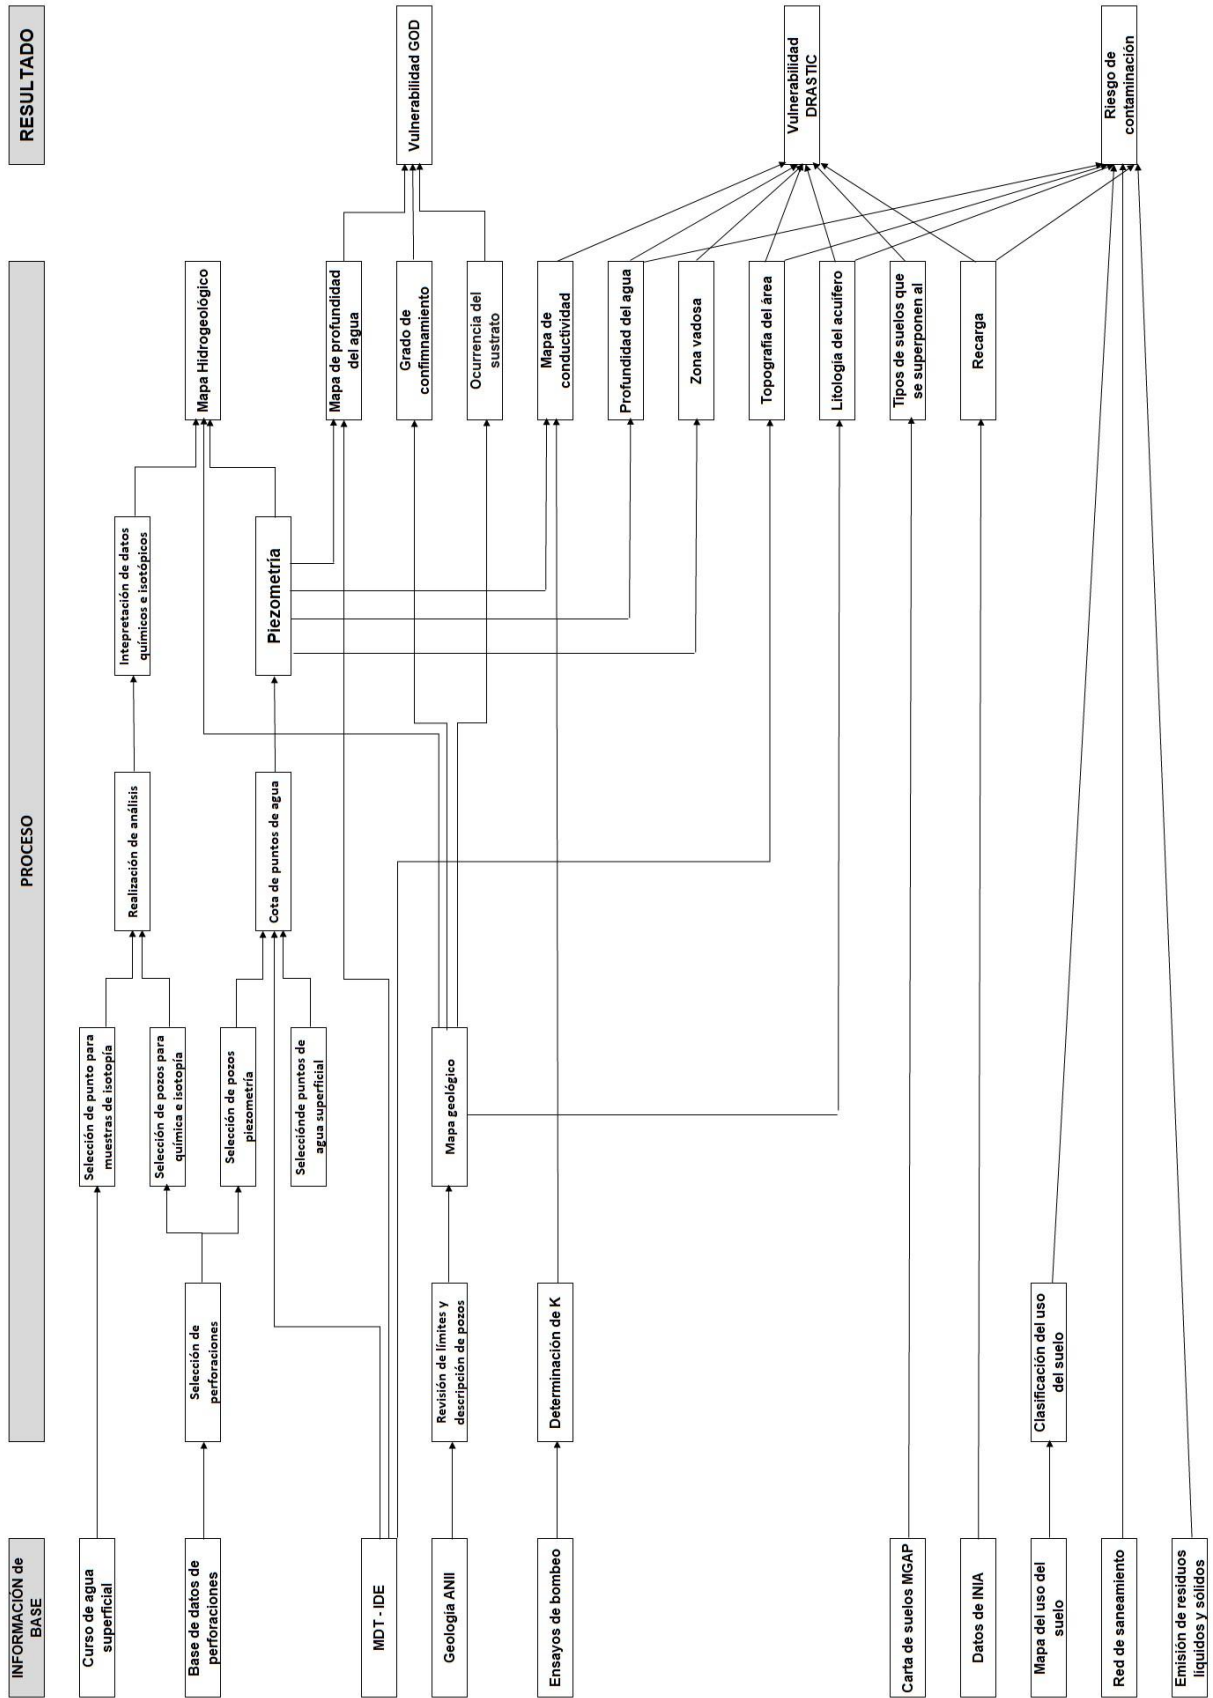 INFORMACIÓN de
BASE
PROCESO
RESULTADO
Curso de agua
superficial
Base de datos de
perforaciones
MDT - IDE
Geología ANII
Ensayos de bombeo
Carta de suelos MGAP
Datos de INIA
Mapa del uso del
suelo
Red de saneamiento
Emisión de residuos
líquidos y sólidos
Selección de
perforaciones
Revisión de límites y
descripción de pozos
Determinación de K
Clasificación del uso
del suelo
Selección de punto para
muestras de isotopía
Selección de pozos para
química e isotopía
Selección de pozos
piezometría
Selecciónde puntos de
agua superficial
Mapa geológico
Realización de análisis
Cota de puntos de agua
Intepretación de datos
químicos e isotópicos
Piezometría
Mapa Hidrogeológico
Mapa de profundidad
del agua
Grado de
confimnamiento
Ocurrencia del
sustrato
Mapa de
conductividad
Profundidad del agua
Zona vadosa
Topografía del área
Litología del acuífero
Tipos de suelos que
se superponen al
Recarga
Vulnerabilidad GOD
Vulnerabilidad
DRASTIC
Riesgo de
contaminación